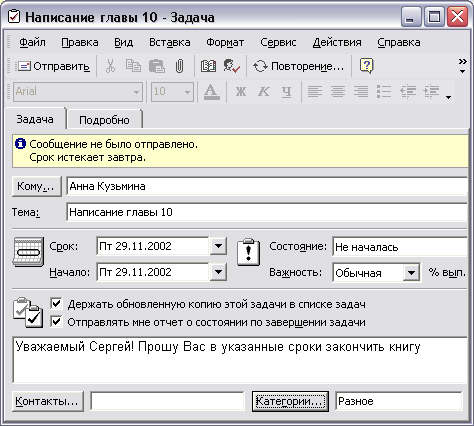 Написание главы 10 - Задача
Файл Правка Вид Вставка Формат Сервис Действия Справка
Отправить Повторение...
Arial 10 A Ж К Ч
Задача Подробно
Сообщение не было отправлено.
Срок истекает завтра.
Кому... Анна Кузьмина
Тема: Написание главы 10
Срок: Пт 29.11.2002 Состояние: Не началась
Начало: Пт 29.11.2002 Важность: Обычная % вып.
Держать обновленную копию этой задачи в списке задач
Отправлять мне отчет о состоянии по завершении задачи
Уважаемый Сергей! Прошу Вас в указанные сроки закончить книгу
Контакты... Категории... Разное